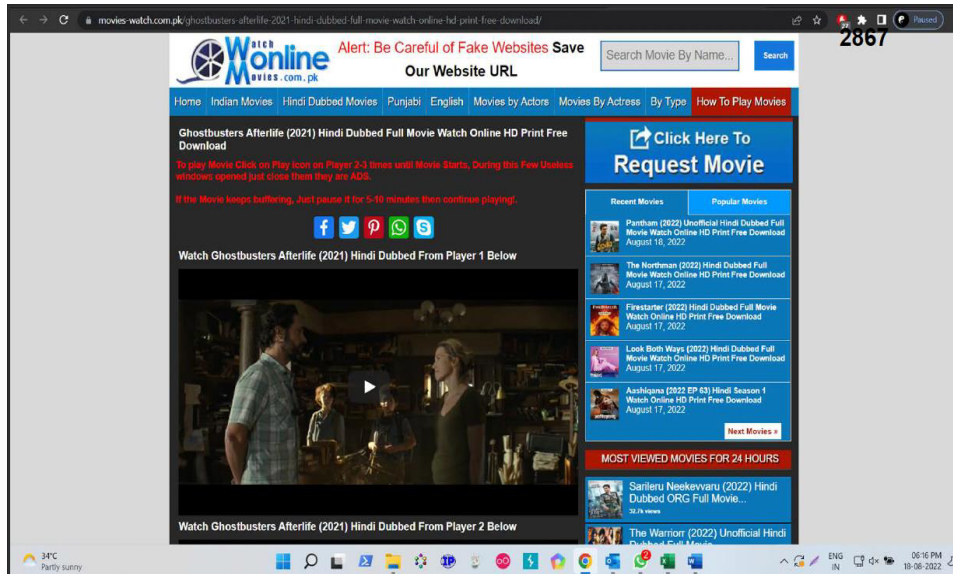 movies-watch.com.pk/ghostbusters-afterlife-2021-hindi-dubbed-full-movie-watch-online-hd-print-free-download/
27
Paused
2867
Watch
Online
Movies.com.pk
Alert: Be Careful of Fake Websites Save
Our Website URL
Search Movie By Name...
Search
Home Indian Movies Hindi Dubbed Movies Punjabi English Movies by Actors Movies By Actress By Type How To Play Movies
Ghostbusters Afterlife (2021) Hindi Dubbed Full Movie Watch Online HD Print Free
Download
To play Movie Click on Play Icon on Player 2-3 times until Movie Starts, During this Few Useless
windows opened just close them they are ADS.
If the Movie keeps buffering, Just pause it for 5-10 minutes then continue playing!.
Watch Ghostbusters Afterlife (2021) Hindi Dubbed From Player 1 Below
Watch Ghostbusters Afterlife (2021) Hindi Dubbed From Player 2 Below
Click Here To
Request Movie
Recent Movies Popular Movies
Pantham (2022) Unofficial Hindi Dubbed Full
Movie Watch Online HD Print Free Download
August 18, 2022
The Northman (2022) Hindi Dubbed Full
Movie Watch Online HD Print Free Download
August 17, 2022
Firestarter (2022) Hindi Dubbed Full Movie
Watch Online HD Print Free Download
August 17, 2022
Look Both Ways (2022) Hindi Dubbed Full
Movie Watch Online HD Print Free Download
August 17, 2022
Aashiqana (2022 EP 63) Hindi Season 1
Watch Online HD Print Free Download
August 17, 2022
Next Movies »
MOST VIEWED MOVIES FOR 24 HOURS
Sarileru Neekevvaru (2022) Hindi
Dubbed ORG Full Movie...
32.7k views
The Warriorr (2022) Unofficial Hindi
Dubbed Full Movie
34°C
Partly sunny
2
ENG
IN
06:16 PM
18-08-2022